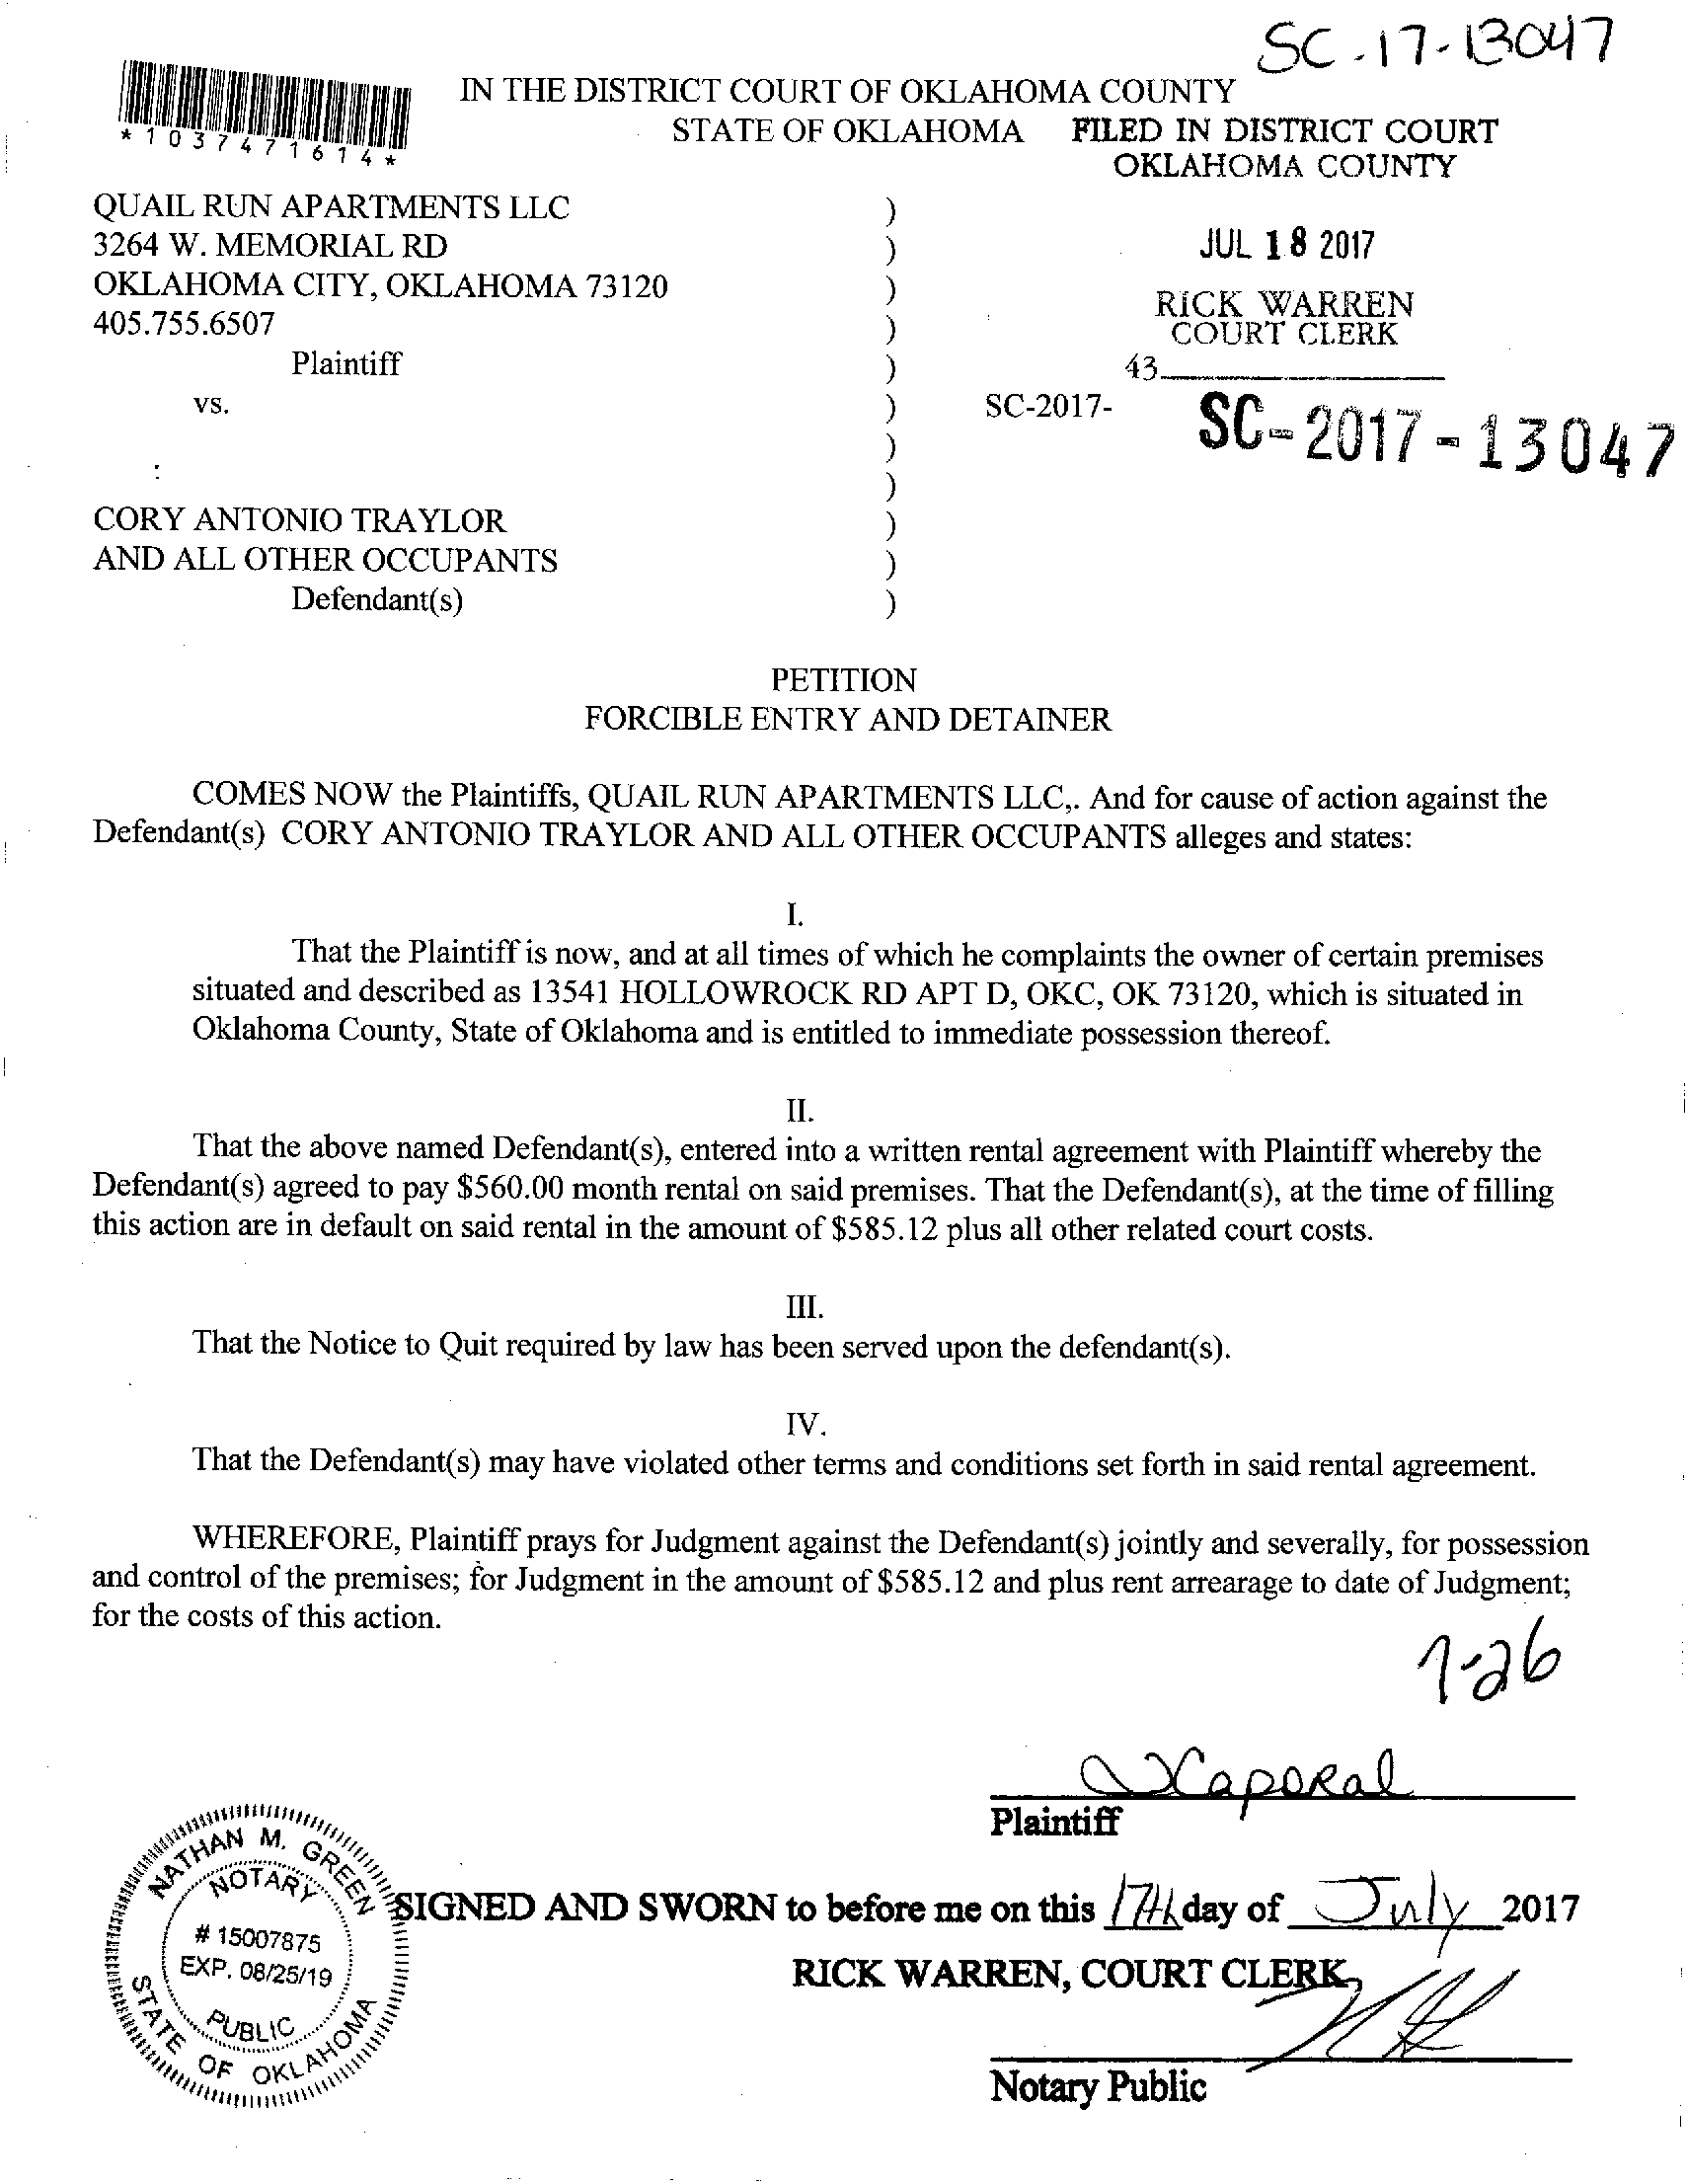 SC-17-13047
IN THE DISTRICT COURT OF OKLAHOMA COUNTY
STATE OF OKLAHOMA
FILED IN DISTRICT COURT
OKLAHOMA COUNTY
*1037471614*
QUAIL RUN APARTMENTS LLC )
3264 W. MEMORIAL RD )
OKLAHOMA CITY, OKLAHOMA 73120 )
405.755.6507 )
Plaintiff )
JUL 18 2017
RICK WARREN
COURT CLERK
43
vs. ) SC-2017- SC-2017-13047
)
: )
CORY ANTONIO TRAYLOR )
AND ALL OTHER OCCUPANTS )
Defendant(s) )
PETITION
FORCIBLE ENTRY AND DETAINER
COMES NOW the Plaintiffs, QUAIL RUN APARTMENTS LLC,. And for cause of action against the
Defendant(s) CORY ANTONIO TRAYLOR AND ALL OTHER OCCUPANTS alleges and states:
I.
That the Plaintiff is now, and at all times of which he complaints the owner of certain premises
situated and described as 13541 HOLLOWROCK RD APT D, OKC, OK 73120, which is situated in
Oklahoma County, State of Oklahoma and is entitled to immediate possession thereof.
II.
That the above named Defendant(s), entered into a written rental agreement with Plaintiff whereby the
Defendant(s) agreed to pay $560.00 month rental on said premises. That the Defendant(s), at the time of filling
this action are in default on said rental in the amount of $585.12 plus all other related court costs.
III.
That the Notice to Quit required by law has been served upon the defendant(s).
IV.
That the Defendant(s) may have violated other terms and conditions set forth in said rental agreement.
WHEREFORE, Plaintiff prays for Judgment against the Defendant(s) jointly and severally, for possession
and control of the premises; for Judgment in the amount of $585.12 and plus rent arrearage to date of Judgment;
for the costs of this action.
7-26
Plaintiff
NATHAN M. GREEN
NOTARY
# 15007875
EXP. 08/25/19
PUBLIC
STATE OF OKLAHOMA
SIGNED AND SWORN to before me on this 17th day of July 2017
RICK WARREN, COURT CLERK
Notary Public